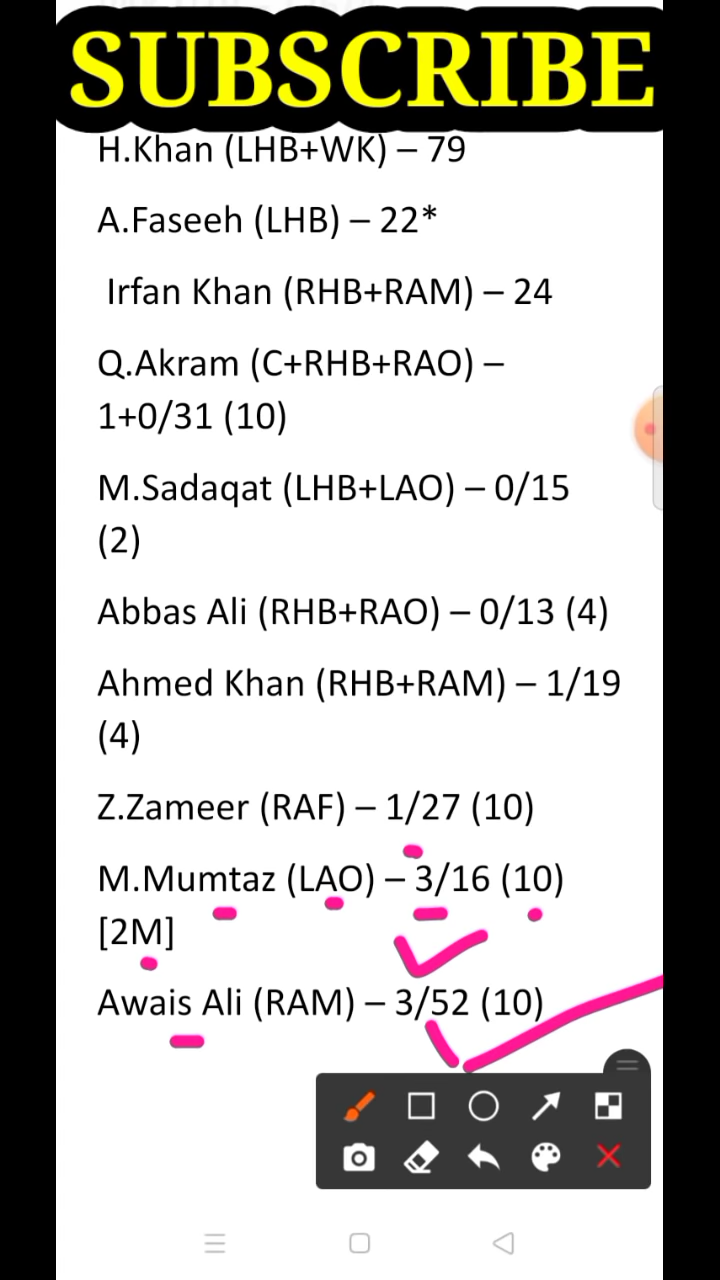 SUBSCRIBE
H.Khan (LHB+WK) – 79
A.Faseeh (LHB) – 22*
Irfan Khan (RHB+RAM) – 24
Q.Akram (C+RHB+RAO) –
1+0/31 (10)
M.Sadaqat (LHB+LAO) – 0/15
(2)
Abbas Ali (RHB+RAO) – 0/13 (4)
Ahmed Khan (RHB+RAM) – 1/19
(4)
Z.Zameer (RAF) – 1/27 (10)
M.Mumtaz (LAO) – 3/16 (10)
[2M]
Awais Ali (RAM) – 3/52 (10)